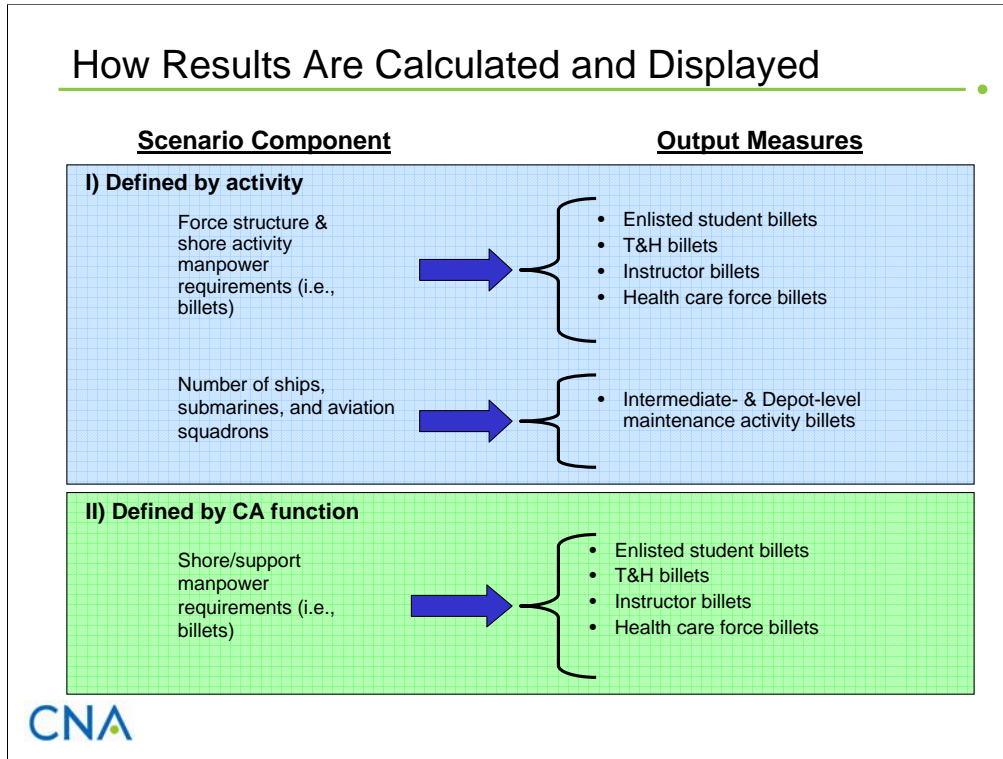 How Results Are Calculated and Displayed
Scenario Component
Output Measures
I) Defined by activity
Force structure &
shore activity
manpower
requirements (i.e.,
billets)
• Enlisted student billets
• T&H billets
• Instructor billets
• Health care force billets
Number of ships,
submarines, and aviation
squadrons
• Intermediate- & Depot-level
maintenance activity billets
II) Defined by CA function
Shore/support
manpower
requirements (i.e.,
billets)
• Enlisted student billets
• T&H billets
• Instructor billets
• Health care force billets
CNA